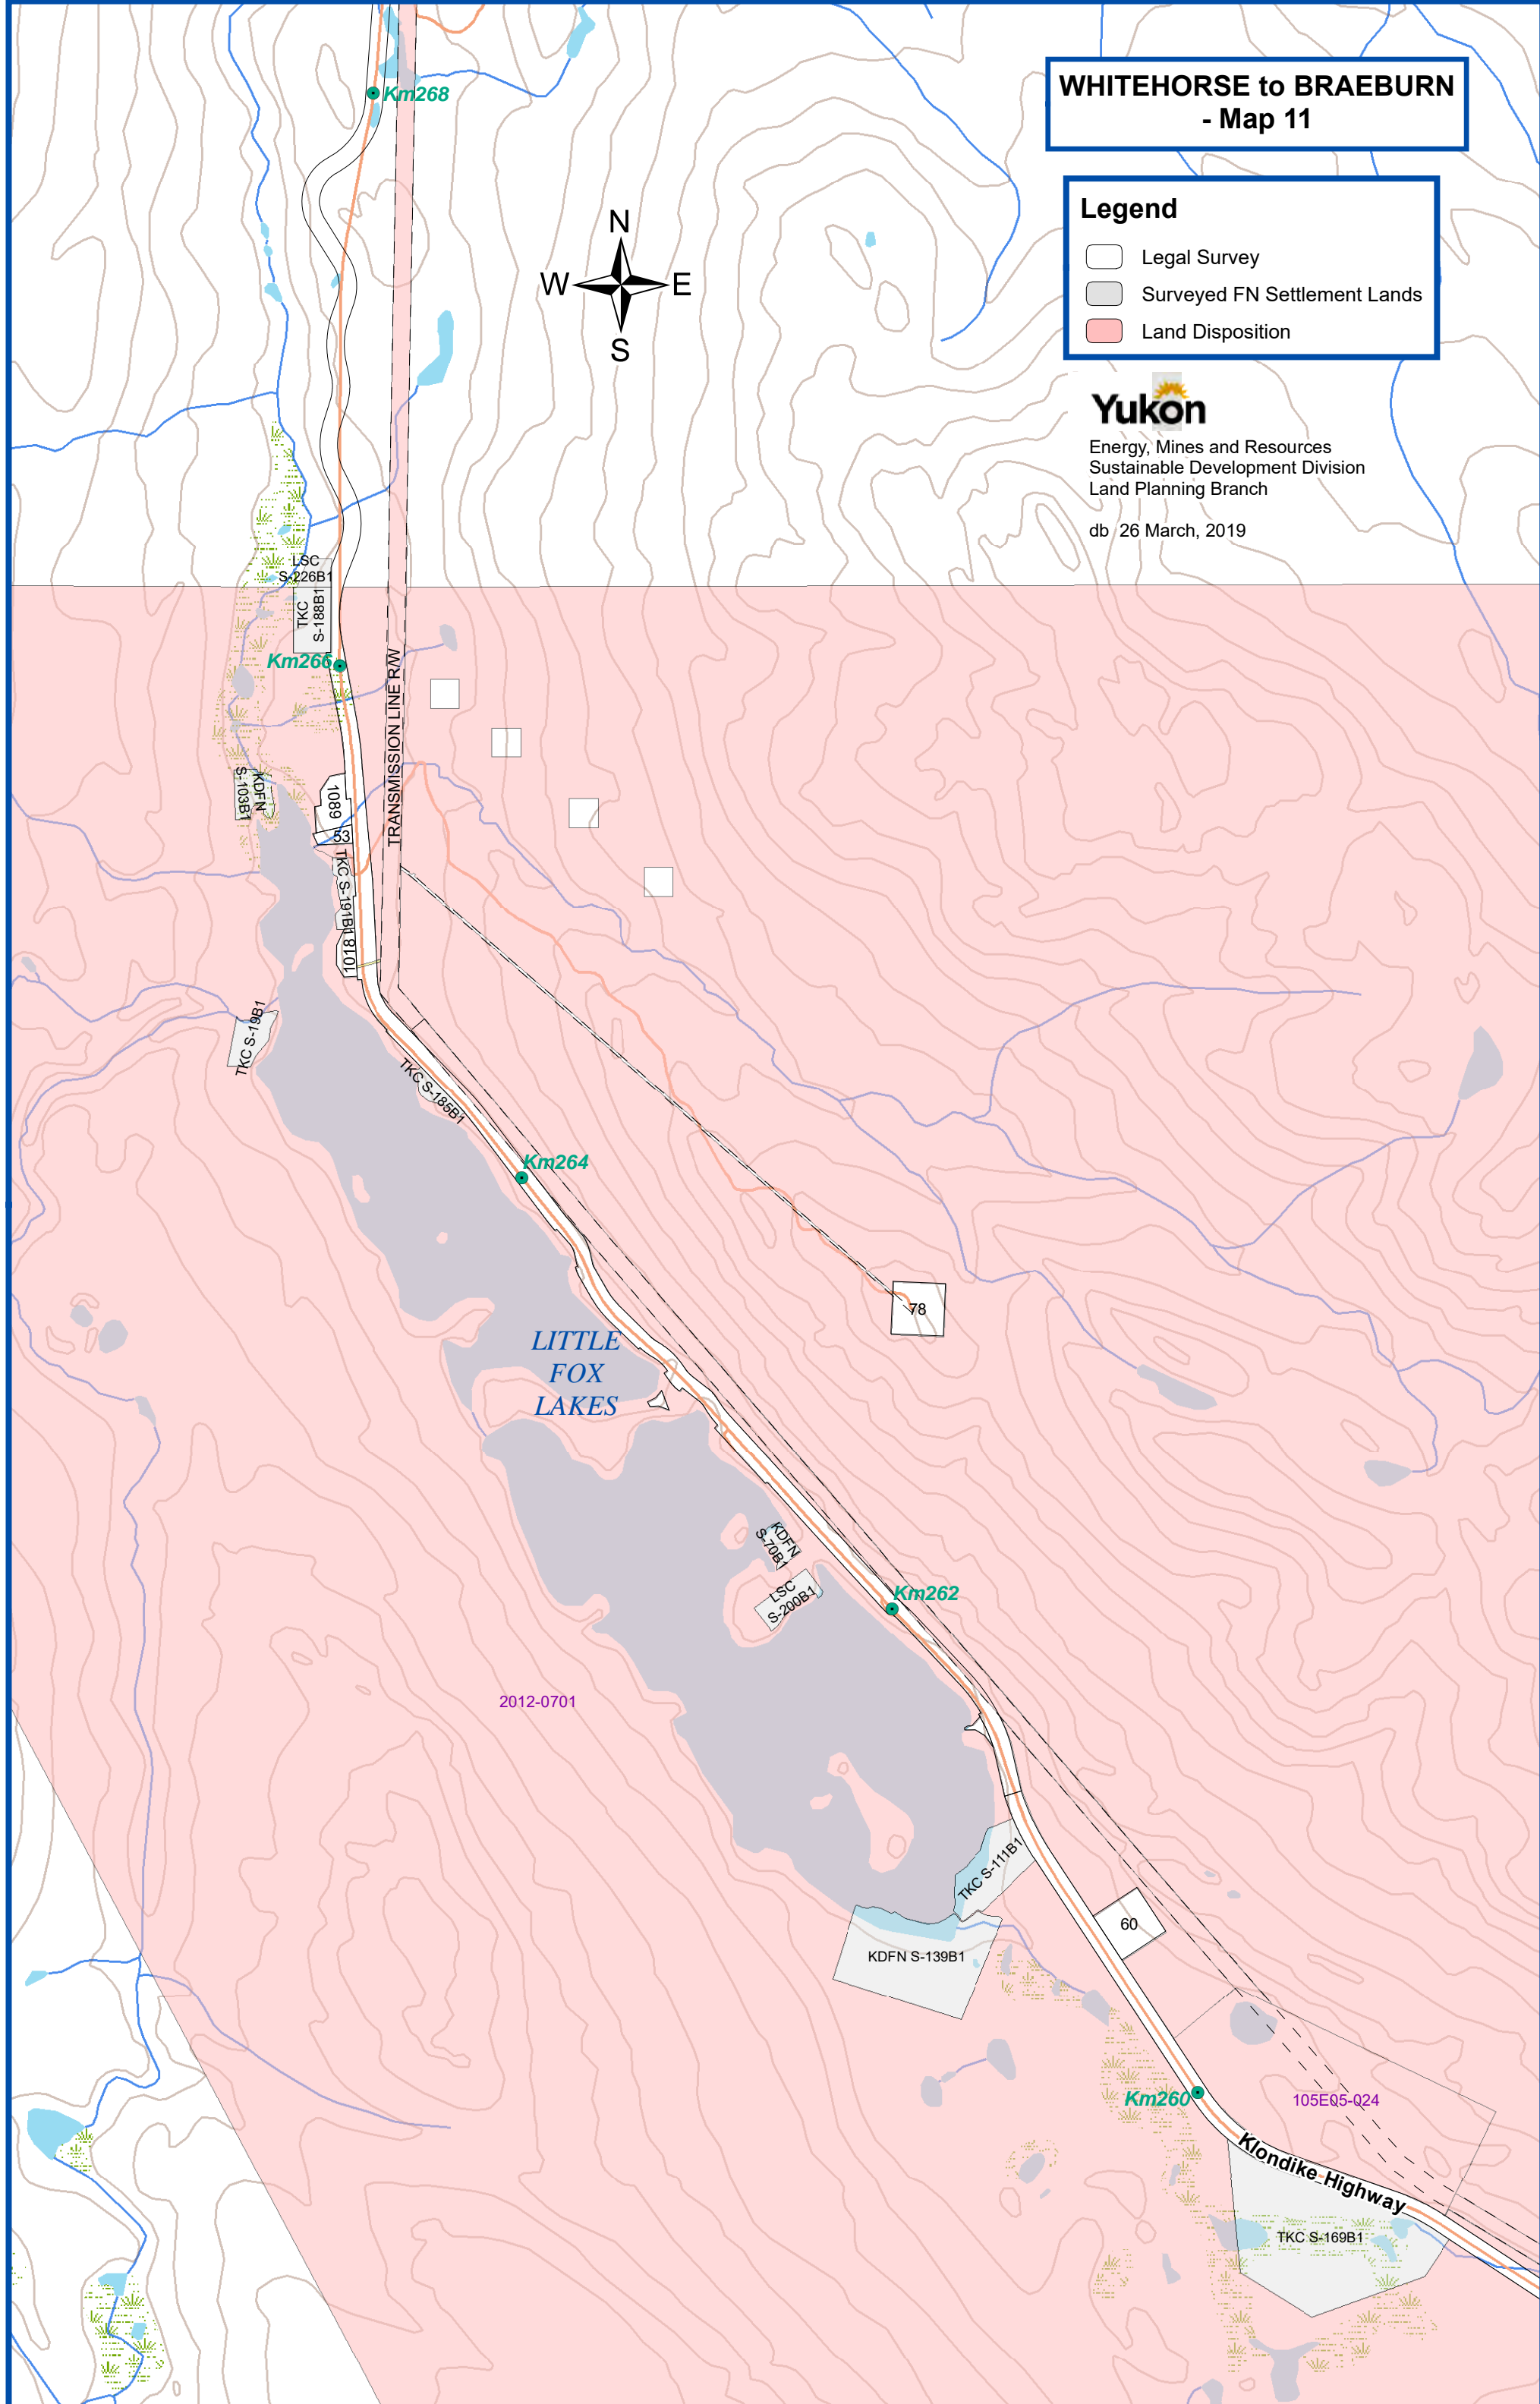 WHITEHORSE to BRAEBURN
- Map 11
Legend
Legal Survey
Surveyed FN Settlement Lands
Land Disposition
Yukon
Energy, Mines and Resources
Sustainable Development Division
Land Planning Branch
db 26 March, 2019
N
W
E
S
Km268
LSC
S-226B1
TKC
S-188B1
Km266
TRANSMISSION LINE R/W
KDFN
S-103B1
1089
53
TKC S-191B1
1018
TKC S-19B1
TKC S-185B1
Km264
78
LITTLE
FOX
LAKES
KDFN
S-70B1
LSC
S-200B1
Km262
2012-0701
TKC S-111B1
60
KDFN S-139B1
Km260
105E05-024
Klondike Highway
TKC S-169B1